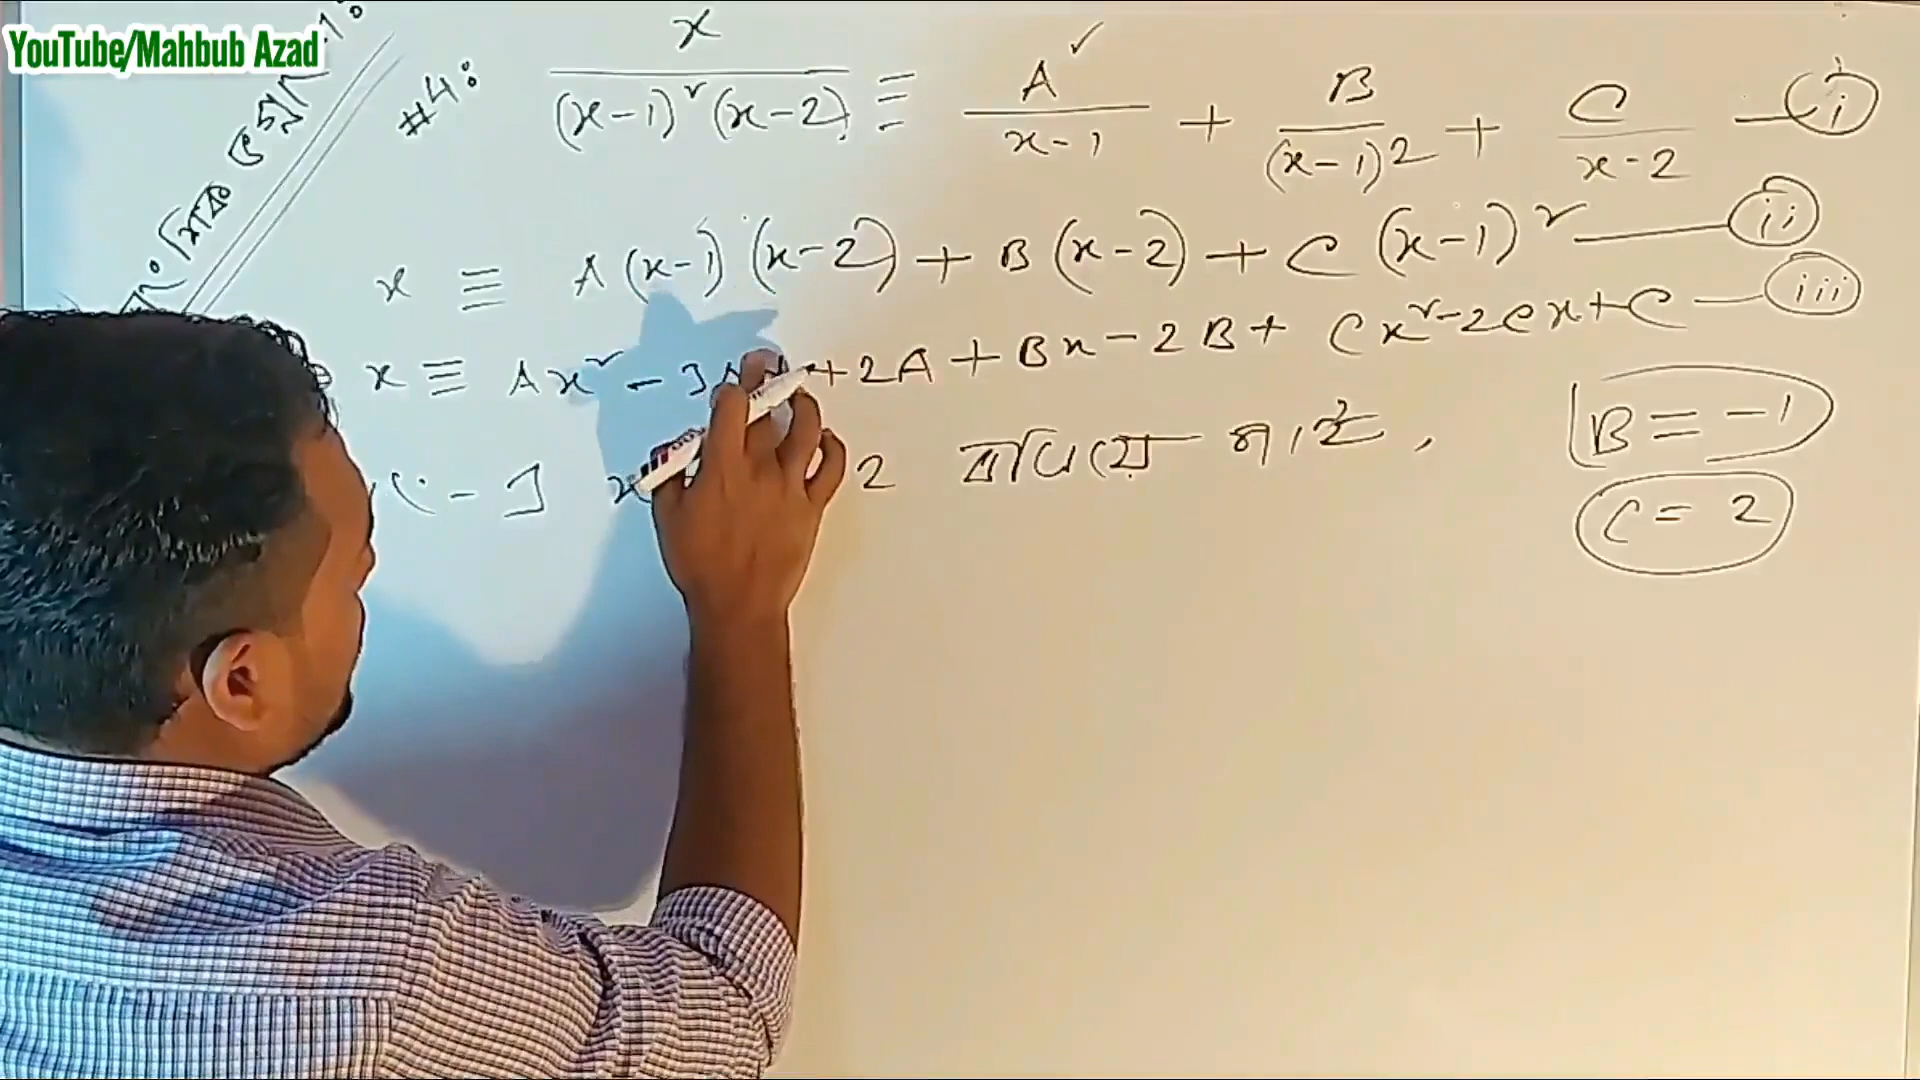 YouTube/Mahbub Azad
#4: x / (x-1)² (x-2) ≡ A / x-1 ✓ + B / (x-1)2 + C / x-2 — i
x ≡ A(x-1)(x-2) + B(x-2) + C(x-1)² — ii
x ≡ Ax² - 3 +2A + Bx - 2B + Cx² - 2Cx + C — iii
2 বসিয়ে পাই,
B = -1
C = 2